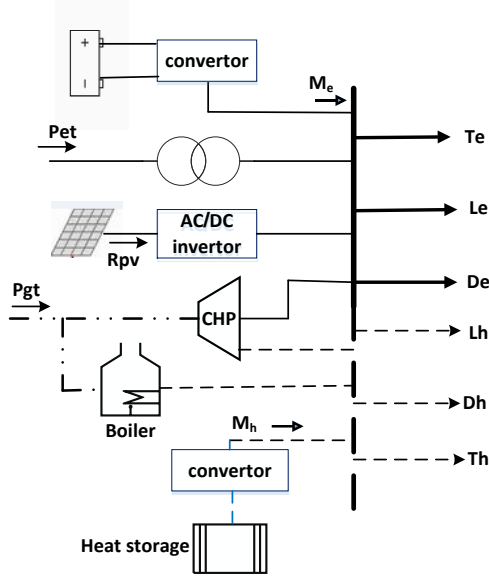 +
convertor
−
Me
Te
Pet
Le
AC/DC
invertor
Rpv
De
Pgt
CHP
Lh
Dh
Boiler
Mh
Th
convertor
Heat storage